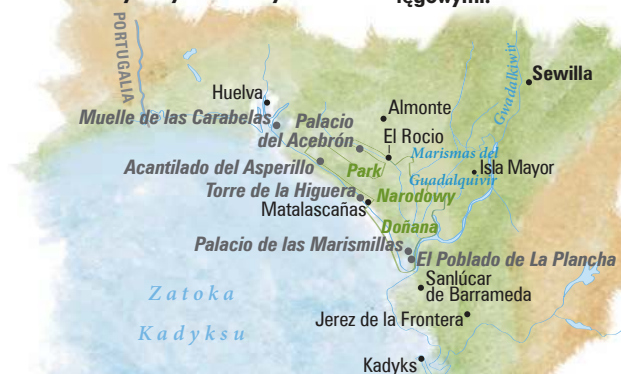 łęgowymi.
PORTUGALIA
Huelva
Muelle de las Carabelas
Palacio
del Acebrón
Almonte
El Rocio
Sewilla
Gwadalkiwir
Marismas del
Guadalquivir
Isla Mayor
Acantilado del Asperillo
Park
Narodowy
Doñana
Torre de la Higuera
Matalascañas
Palacio de las Marismillas
El Poblado de La Plancha
Sanlúcar
de Barrameda
Zatoka
Kadyksu
Jerez de la Frontera
Kadyks